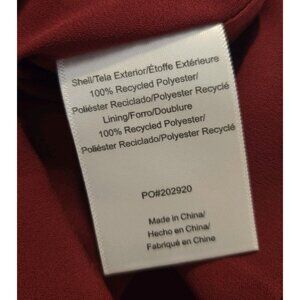 Shell/Tela Exterior/Étoffe Extérieure
100% Recycled Polyester/
Poliéster Reciclado/Polyester Recyclé
Lining/Forro/Doublure
100% Recycled Polyester/
Poliéster Reciclado/Polyester Recyclé
PO#202920
Made in China/
Hecho en China/
Fabriqué en Chine